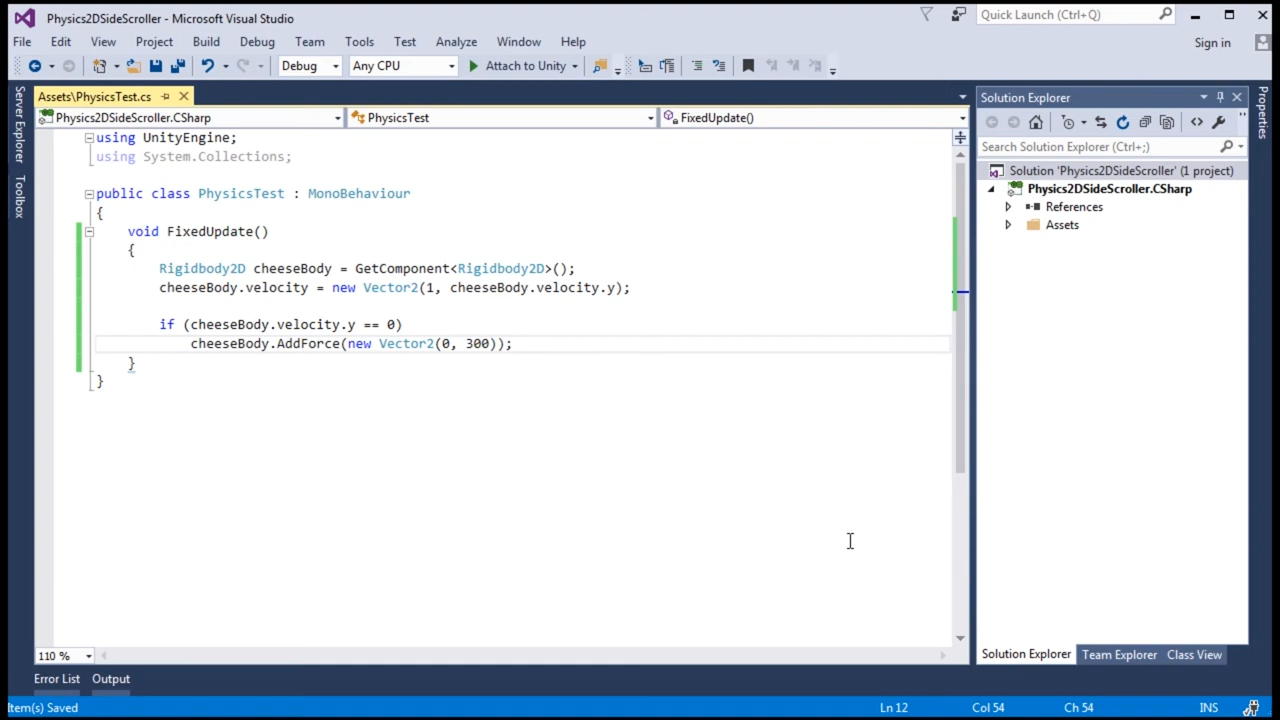 Physics2DSideScroller - Microsoft Visual Studio
Quick Launch (Ctrl+Q)
File Edit View Project Build Debug Team Tools Test Analyze Window Help
Sign in
Debug Any CPU Attach to Unity
Server Explorer
Toolbox
Assets\PhysicsTest.cs
Physics2DSideScroller.CSharp PhysicsTest FixedUpdate()
using UnityEngine;
using System.Collections;
public class PhysicsTest : MonoBehaviour
{
void FixedUpdate()
{
Rigidbody2D cheeseBody = GetComponent<Rigidbody2D>();
cheeseBody.velocity = new Vector2(1, cheeseBody.velocity.y);
if (cheeseBody.velocity.y == 0)
cheeseBody.AddForce(new Vector2(0, 300));
}
}
110 %
Solution Explorer
Search Solution Explorer (Ctrl+;)
Solution 'Physics2DSideScroller' (1 project)
Physics2DSideScroller.CSharp
References
Assets
Solution Explorer Team Explorer Class View
Properties
Error List Output
Item(s) Saved Ln 12 Col 54 Ch 54 INS